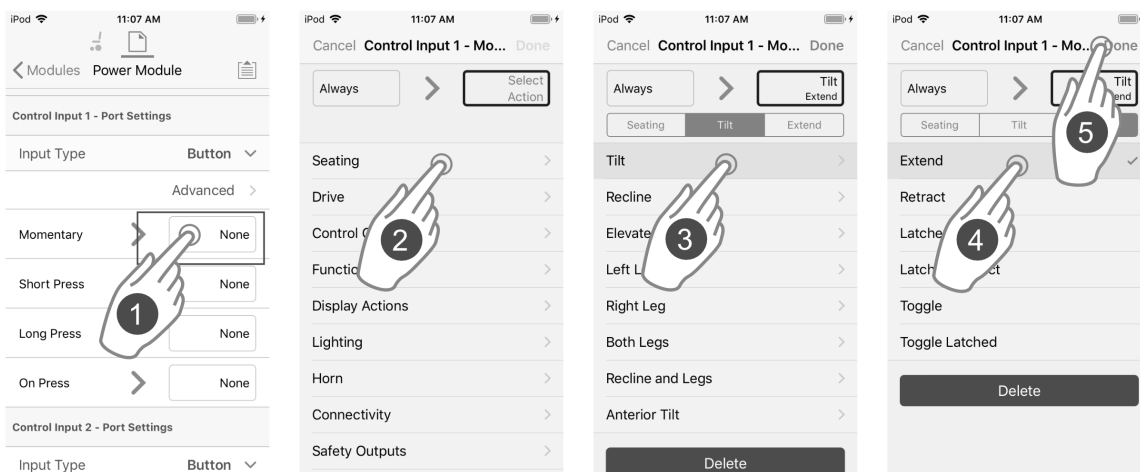 iPod 11:07 AM
Modules Power Module
Control Input 1 - Port Settings
Input Type Button
Advanced
Momentary None
Short Press None
Long Press None
On Press None
Control Input 2 - Port Settings
Input Type Button
1
iPod 11:07 AM
Cancel Control Input 1 - Mo... Done
Always Select
Action
Seating
Drive
Control
Display Actions
Lighting
Horn
Connectivity
Safety Outputs
2
iPod 11:07 AM
Cancel Control Input 1 - Mo... Done
Always Tilt
Extend
Seating Tilt Extend
Tilt
Recline
Elevate
Left
Right Leg
Both Legs
Recline and Legs
Anterior Tilt
Delete
3
iPod 11:07 AM
Cancel Control Input 1 - Mo...
Always Tilt
Seating Tilt
Extend
Retract
Toggle
Toggle Latched
Delete
4
5